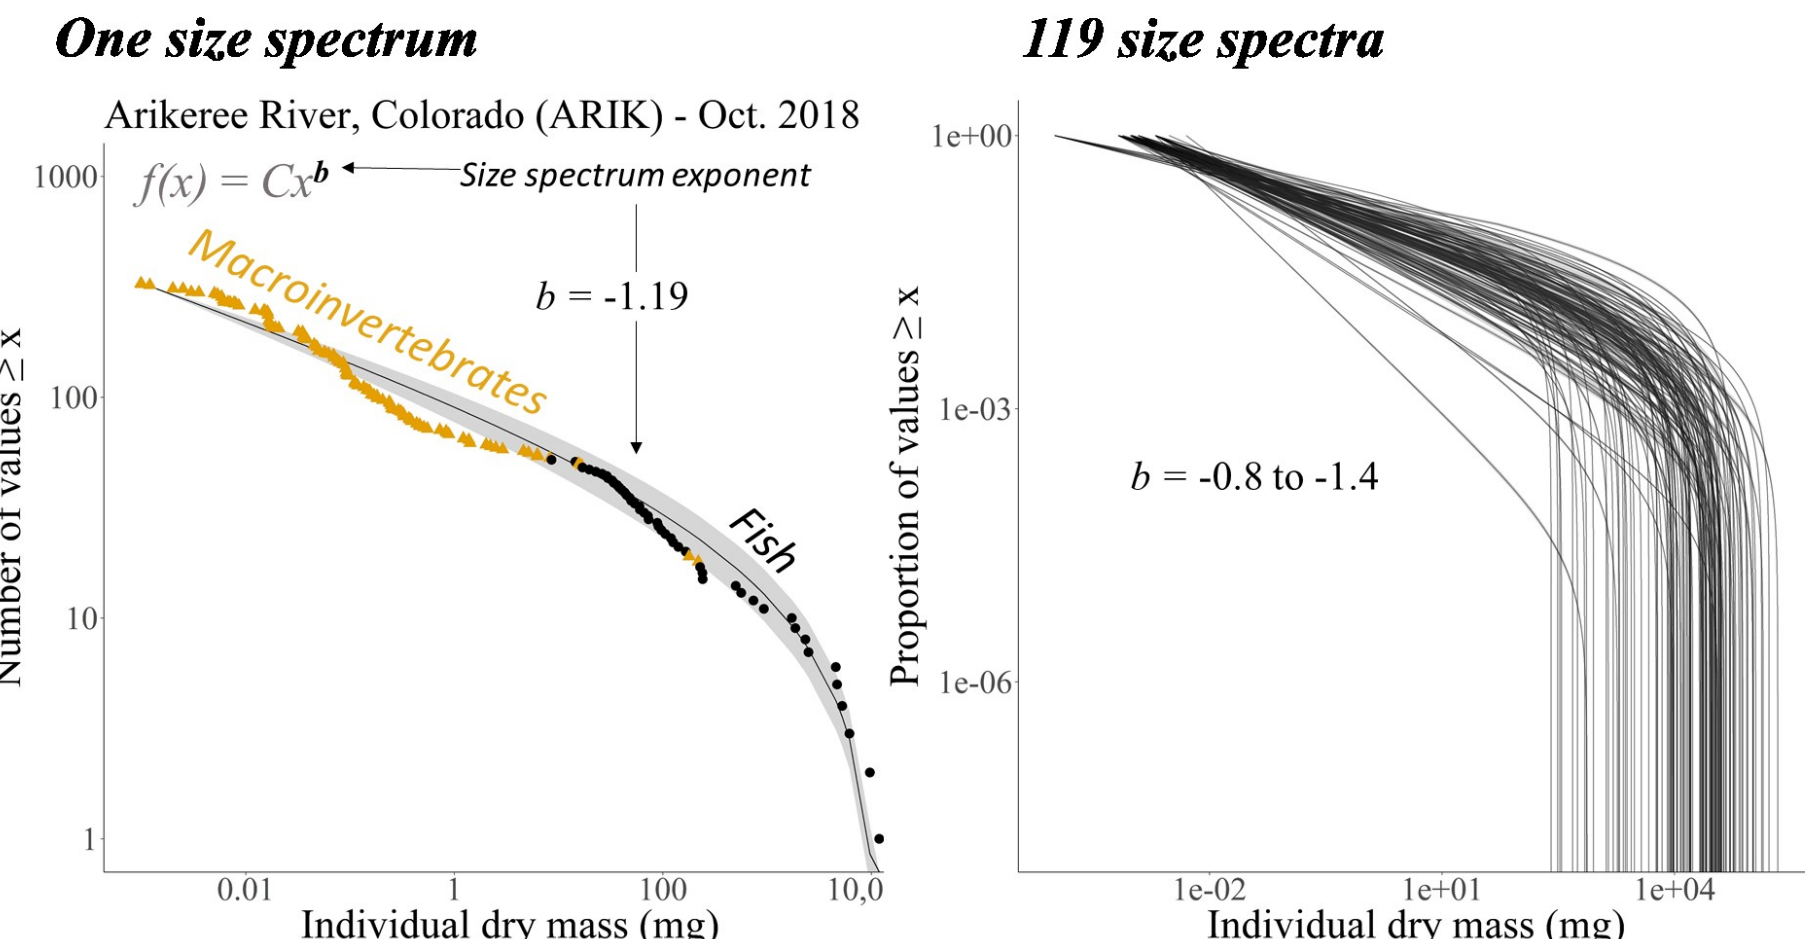 One size spectrum
Arikeree River, Colorado (ARIK) - Oct. 2018
f(x) = Cx^b
Size spectrum exponent
b = -1.19
Macroinvertebrates
Fish
Number of values ≥ x
1000
100
10
1
0.01
1
100
10,0
Individual dry mass (mg)
119 size spectra
b = -0.8 to -1.4
Proportion of values ≥ x
1e+00
1e-03
1e-06
1e-02
1e+01
1e+04
Individual dry mass (mg)